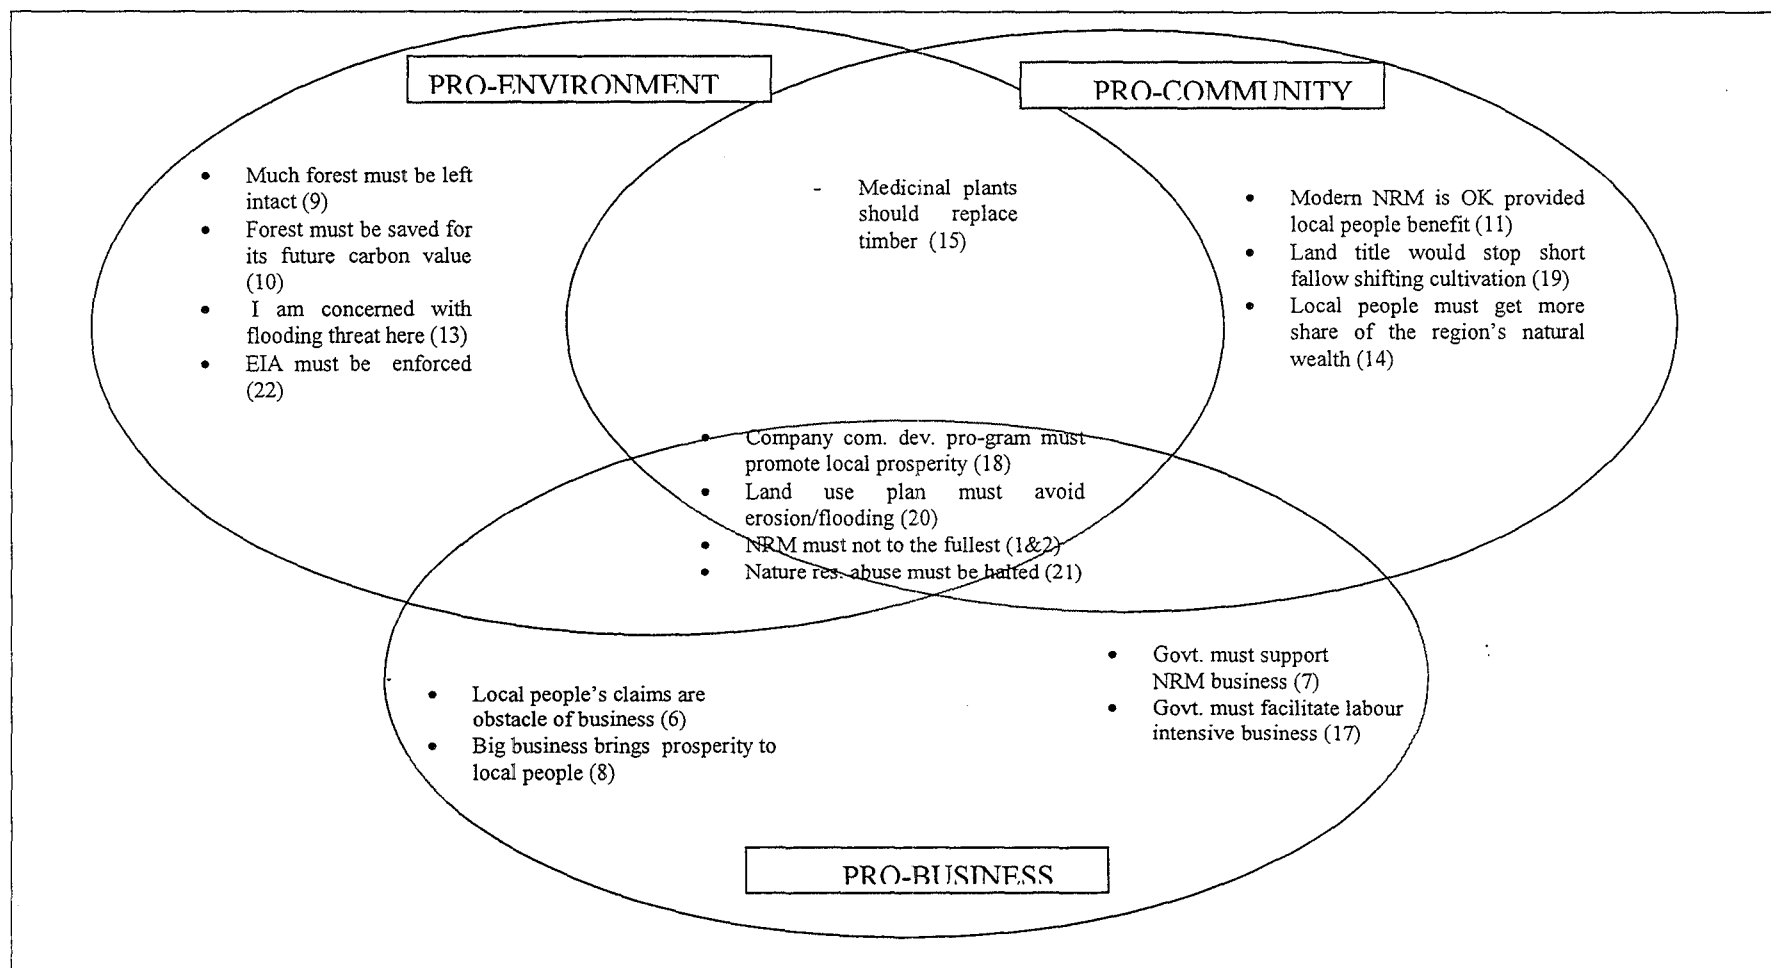 PRO-ENVIRONMENT
PRO-COMMUNITY
• Much forest must be left
intact (9)
• Forest must be saved for
its future carbon value
(10)
• I am concerned with
flooding threat here (13)
• EIA must be enforced
(22)
- Medicinal plants
should replace
timber (15)
• Modern NRM is OK provided
local people benefit (11)
• Land title would stop short
fallow shifting cultivation (19)
• Local people must get more
share of the region's natural
wealth (14)
• Company com. dev. pro-gram must
promote local prosperity (18)
• Land use plan must avoid
erosion/flooding (20)
• NRM must not to the fullest (1&2)
• Nature res. abuse must be halted (21)
• Local people's claims are
obstacle of business (6)
• Big business brings prosperity to
local people (8)
• Govt. must support
NRM business (7)
• Govt. must facilitate labour
intensive business (17)
PRO-BUSINESS